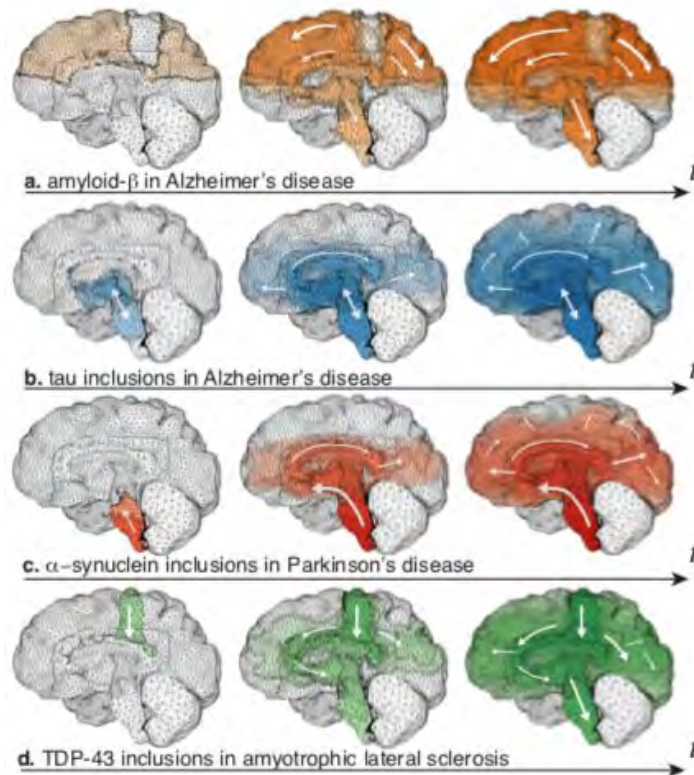 t
a. amyloid-β in Alzheimer's disease
t
b. tau inclusions in Alzheimer's disease
t
c. α−synuclein inclusions in Parkinson's disease
t
d. TDP-43 inclusions in amyotrophic lateral sclerosis